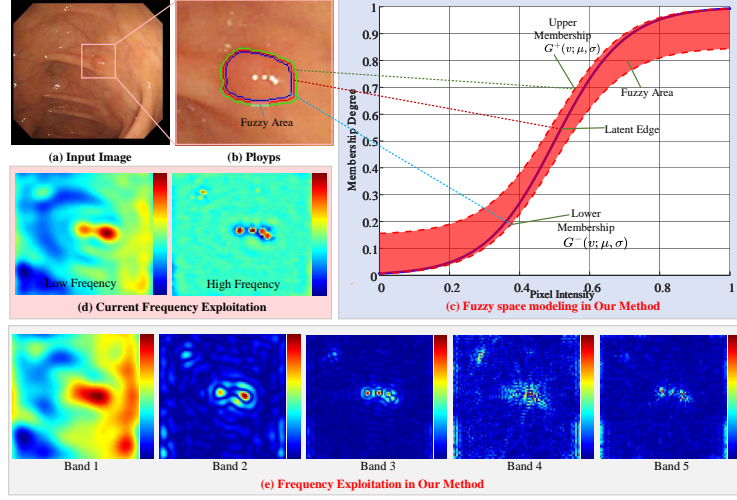 Fuzzy Area
(a) Input Image
(b) Ployps
Low Freqency
High Freqency
(d) Current Frequency Exploitation
Membership Degree
1
0.9
0.8
0.7
0.6
0.5
0.4
0.3
0.2
0.1
0
Upper
Membership
G⁺(v; μ, σ)
Fuzzy Area
Latent Edge
Lower
Membership
G⁻(v; μ, σ)
0 0.2 0.4 0.6 0.8 1
Pixel Intensity
(c) Fuzzy space modeling in Our Method
Band 1 Band 2 Band 3 Band 4 Band 5
(e) Frequency Exploitation in Our Method